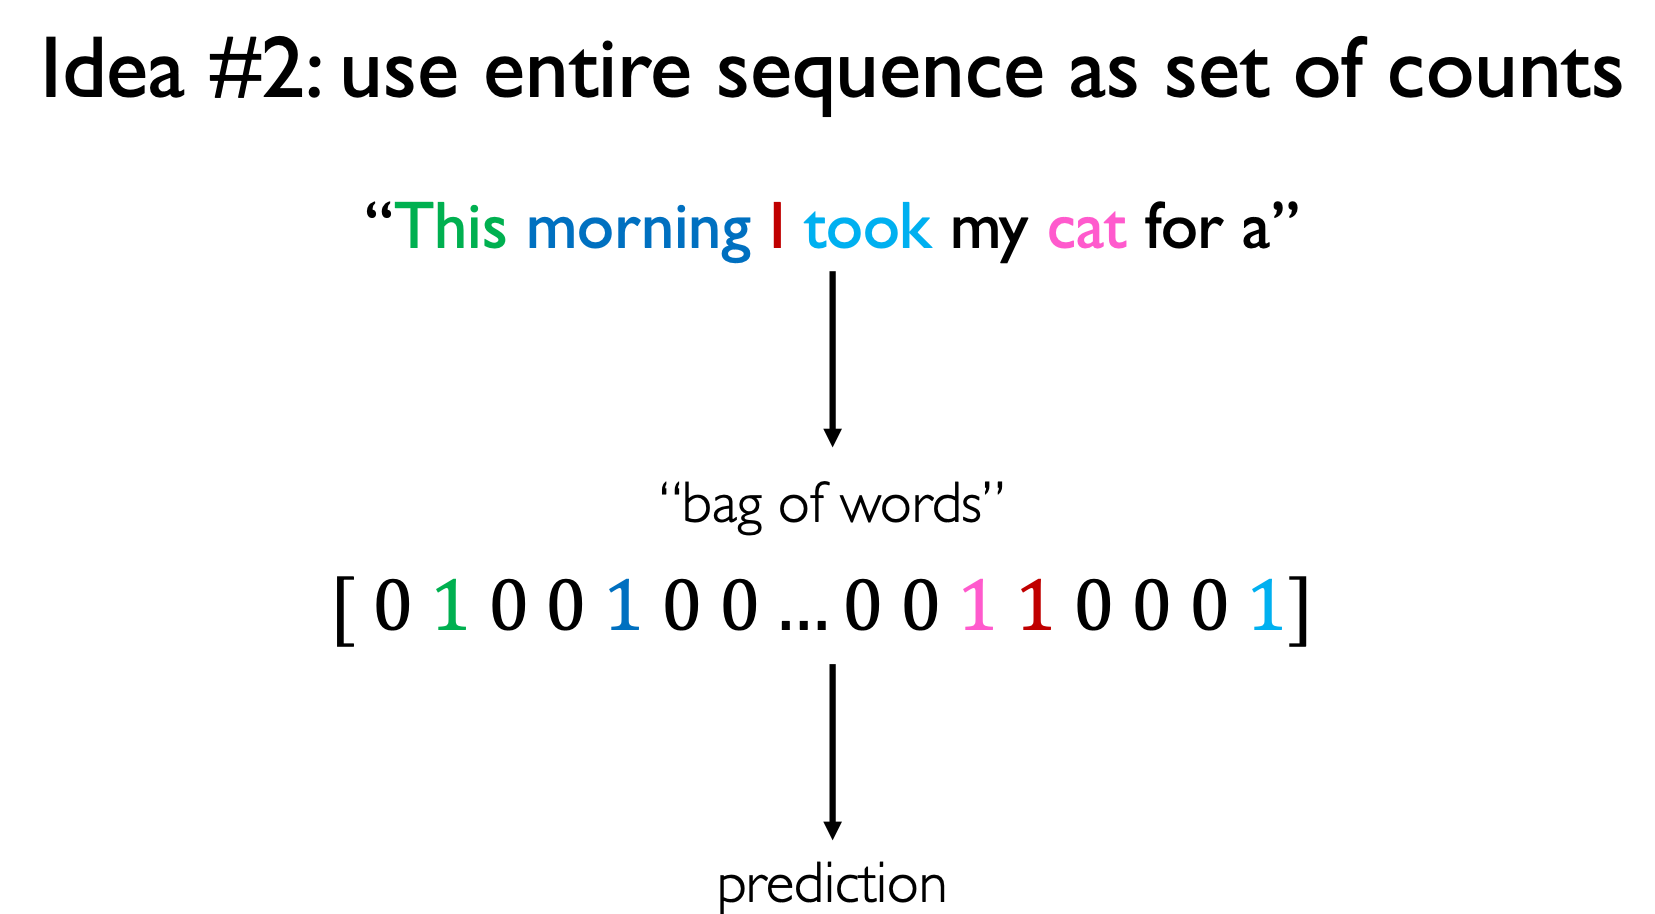 Idea #2: use entire sequence as set of counts
“This morning I took my cat for a”
“bag of words”
[ 0 1 0 0 1 0 0 ... 0 0 1 1 0 0 0 1 ]
prediction